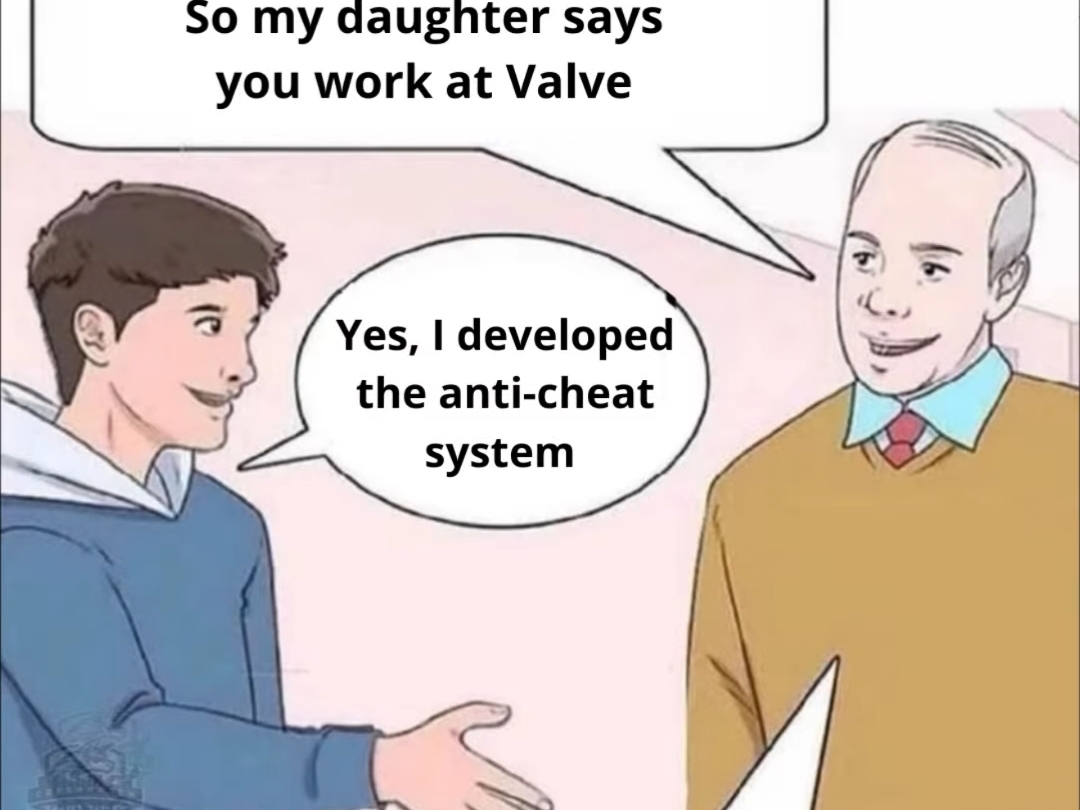 So my daughter says
you work at Valve
Yes, I developed
the anti-cheat
system